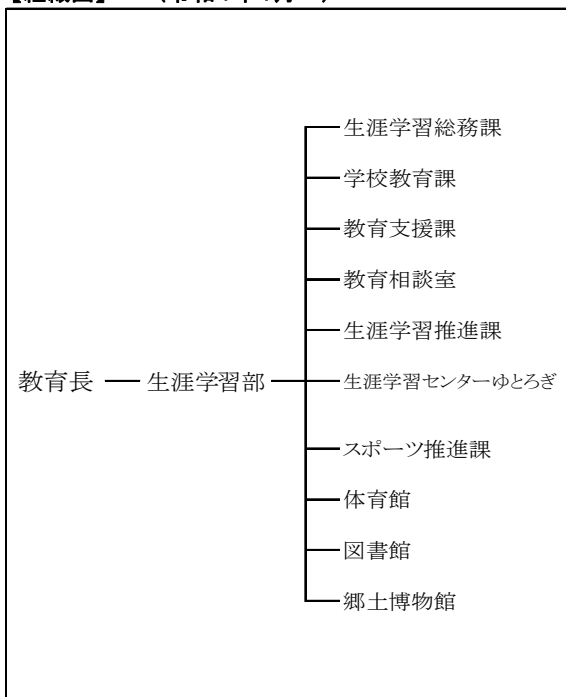 生涯学習総務課
学校教育課
教育支援課
教育相談室
生涯学習推進課
教育長 生涯学習部 生涯学習センターゆとろぎ
スポーツ推進課
体育館
図書館
郷土博物館